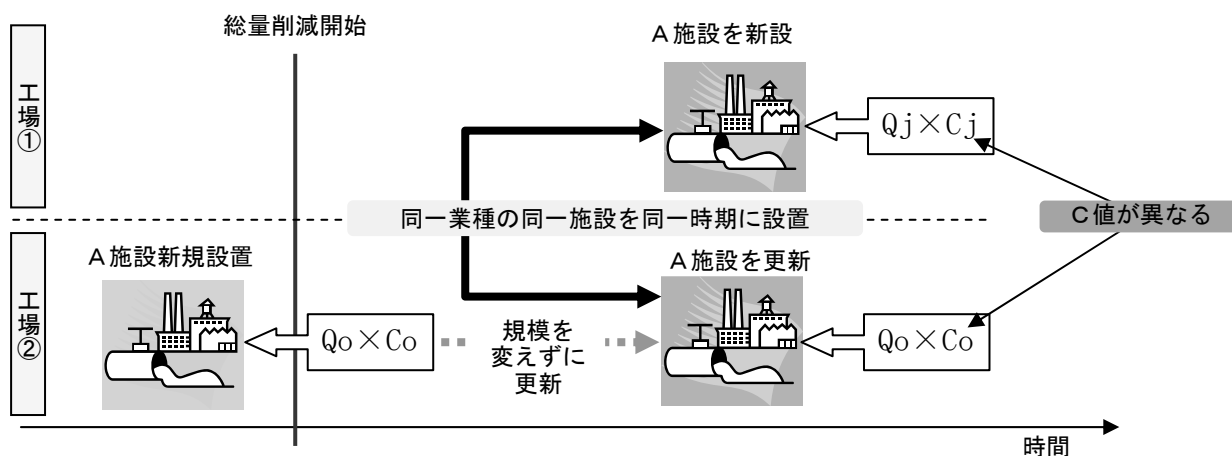 総量削減開始
A施設を新設
工場①
Qj×Cj
同一業種の同一施設を同一時期に設置
C値が異なる
A施設新規設置
A施設を更新
工場②
Qo×Co
規模を
変えずに
更新
Qo×Co
時間